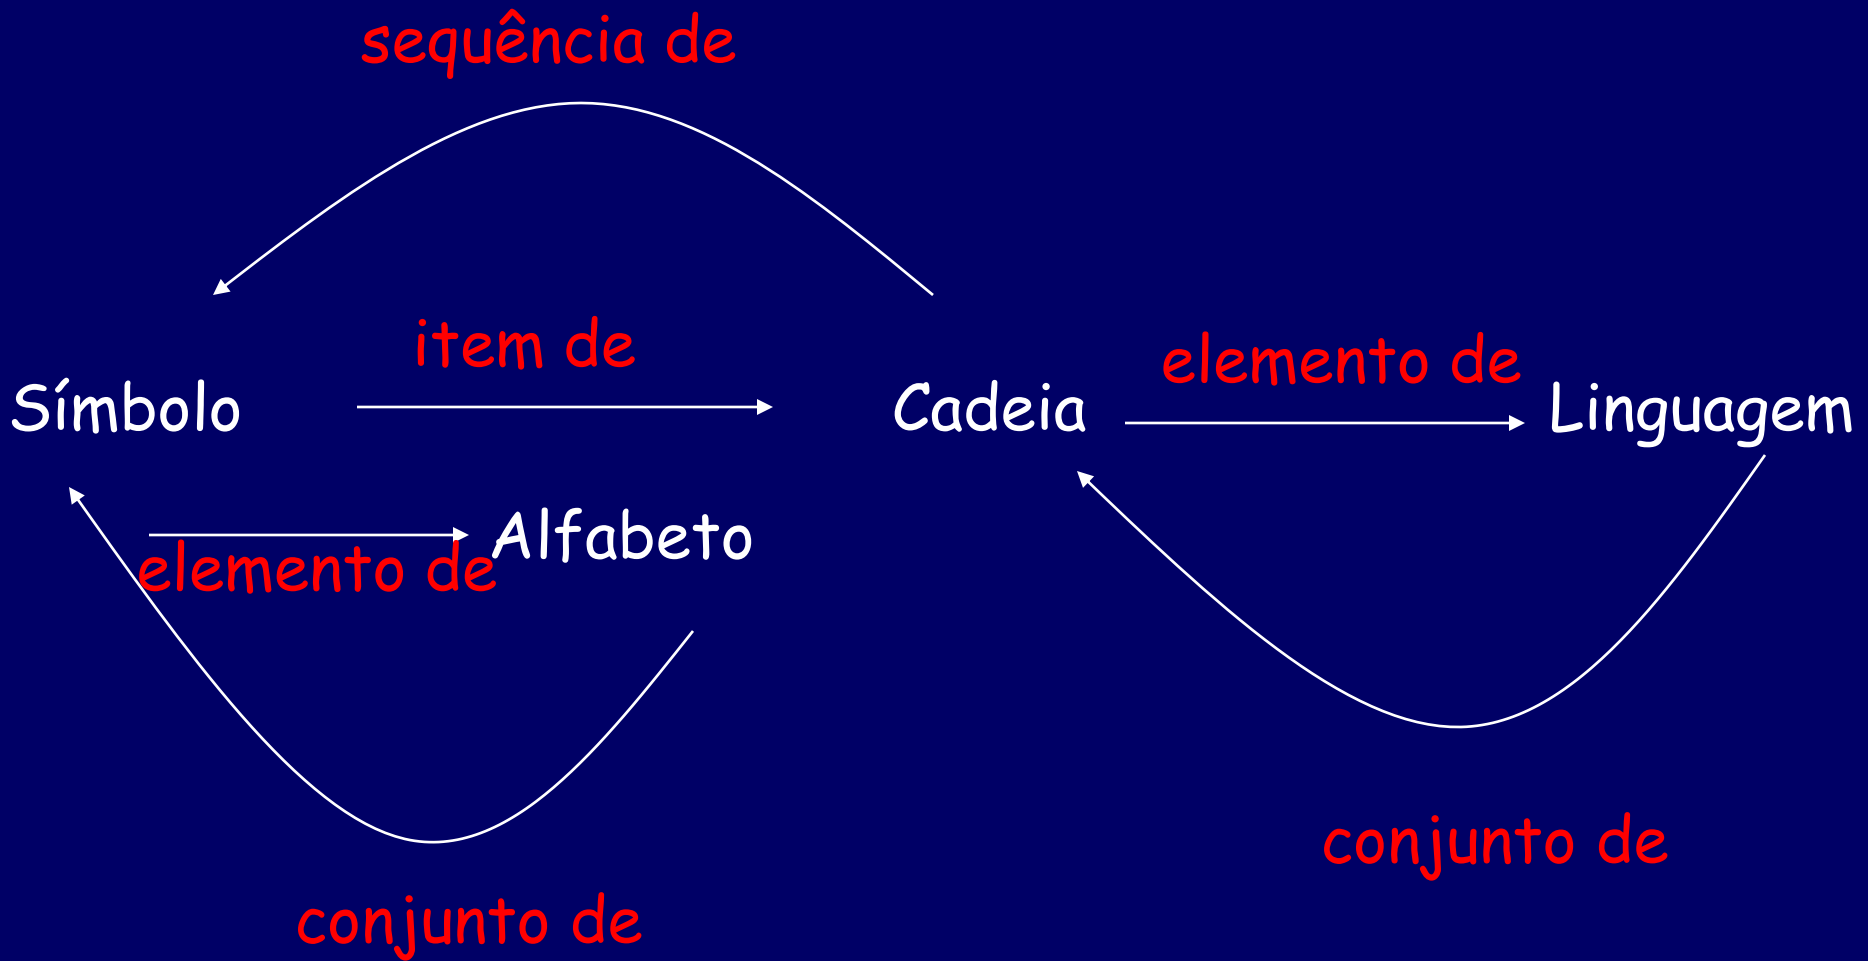 sequência de
item de
elemento de
Símbolo
Cadeia
Linguagem
Alfabeto
elemento de
conjunto de
conjunto de